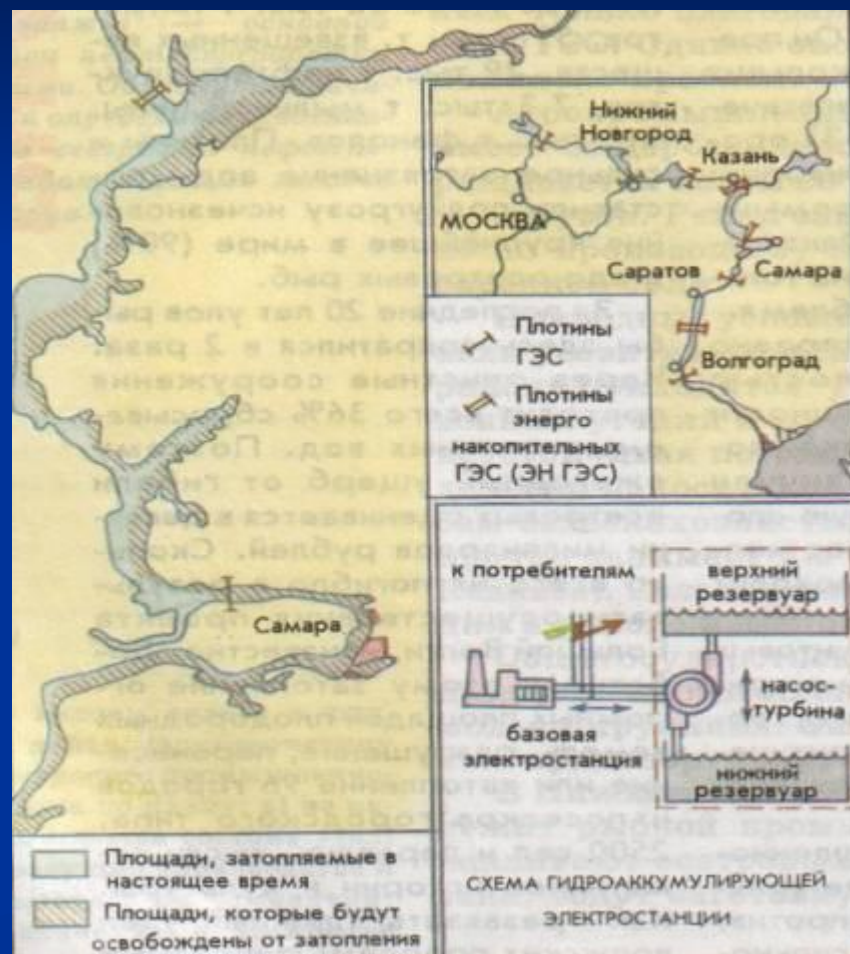 Нижний
Новгород
Казань
МОСКВА
Саратов
Самара
Волгоград
Плотины
ГЭС
Плотины
энерго
накопительных
ГЭС (ЭН ГЭС)
Самара
к потребителям
верхний
резервуар
насос-
турбина
базовая
электростанция
нижний
резервуар
СХЕМА ГИДРОАККУМУЛИРУЮЩЕЙ
ЭЛЕКТРОСТАНЦИИ
Площади, затопляемые в
настоящее время
Площади, которые будут
освобождены от затопления